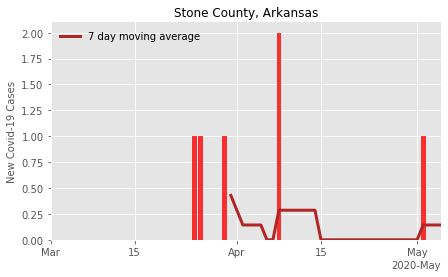 Stone County, Arkansas
7 day moving average
New Covid-19 Cases
2.00
1.75
1.50
1.25
1.00
0.75
0.50
0.25
0.00
Mar
15
Apr
15
May
2020-May